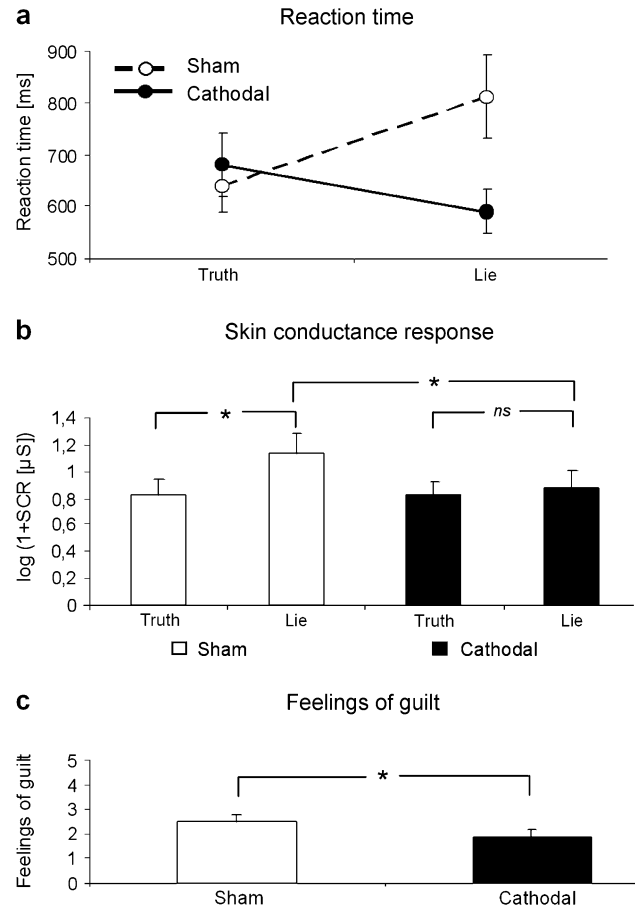 a Reaction time
900
800
700
600
500
Reaction time [ms]
Sham
Cathodal
Truth Lie
b Skin conductance response
* * ns
1,4
1,2
1
0,8
0,6
0,4
0,2
0
log (1+SCR [µS])
Truth Lie Truth Lie
Sham Cathodal
c Feelings of guilt
*
5
4
3
2
1
0
Feelings of guilt
Sham Cathodal